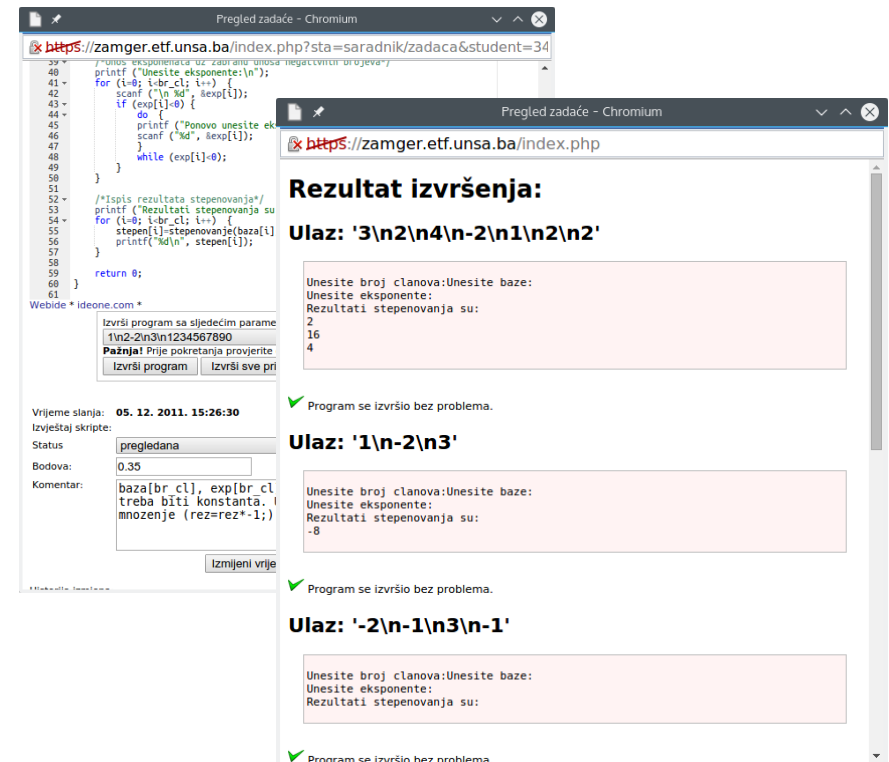 Pregled zadaće - Chromium
https://zamger.etf.unsa.ba/index.php?sta=saradnik/zadaca&student=34
39 /*Unos eksponenata uz zabranu unosa negativnih brojeva*/
40 printf ("Unesite eksponente:\n");
41 for (i=0; i<br_cl; i++) {
42 scanf ("\n %d", &exp[i]);
43 if (exp[i]<0) {
44 do {
45 printf ("Ponovo unesite ek
46 scanf ("%d", &exp[i]);
47 }
48 while (exp[i]<0);
49 }
50 }
51
52 /*Ispis rezultata stepenovanja*/
53 printf ("Rezultati stepenovanja su
54 for (i=0; i<br_cl; i++) {
55 stepen[i]=stepenovanje(baza[i]
56 printf("%d\n", stepen[i]);
57 }
58
59 return 0;
60 }
61
Webide * ideone.com *
Izvrši program sa sljedećim parame
1\n2-2\n3\n1234567890
Pažnja! Prije pokretanja provjerite
Izvrši program Izvrši sve pri
Vrijeme slanja: 05. 12. 2011. 15:26:30
Izvještaj skripte:
Status pregledana
Bodova: 0.35
Komentar: baza[br_cl], exp[br_cl
treba biti konstanta. U
mnozenje (rez=rez*-1;)
Izmijeni vrije
Historija izmjena
Pregled zadaće - Chromium
https://zamger.etf.unsa.ba/index.php
Rezultat izvršenja:
Ulaz: '3\n2\n4\n-2\n1\n2\n2'
Unesite broj clanova:Unesite baze:
Unesite eksponente:
Rezultati stepenovanja su:
2
16
4
Program se izvršio bez problema.
Ulaz: '1\n-2\n3'
Unesite broj clanova:Unesite baze:
Unesite eksponente:
Rezultati stepenovanja su:
-8
Program se izvršio bez problema.
Ulaz: '-2\n-1\n3\n-1'
Unesite broj clanova:Unesite baze:
Unesite eksponente:
Rezultati stepenovanja su:
Program se izvršio bez problema.